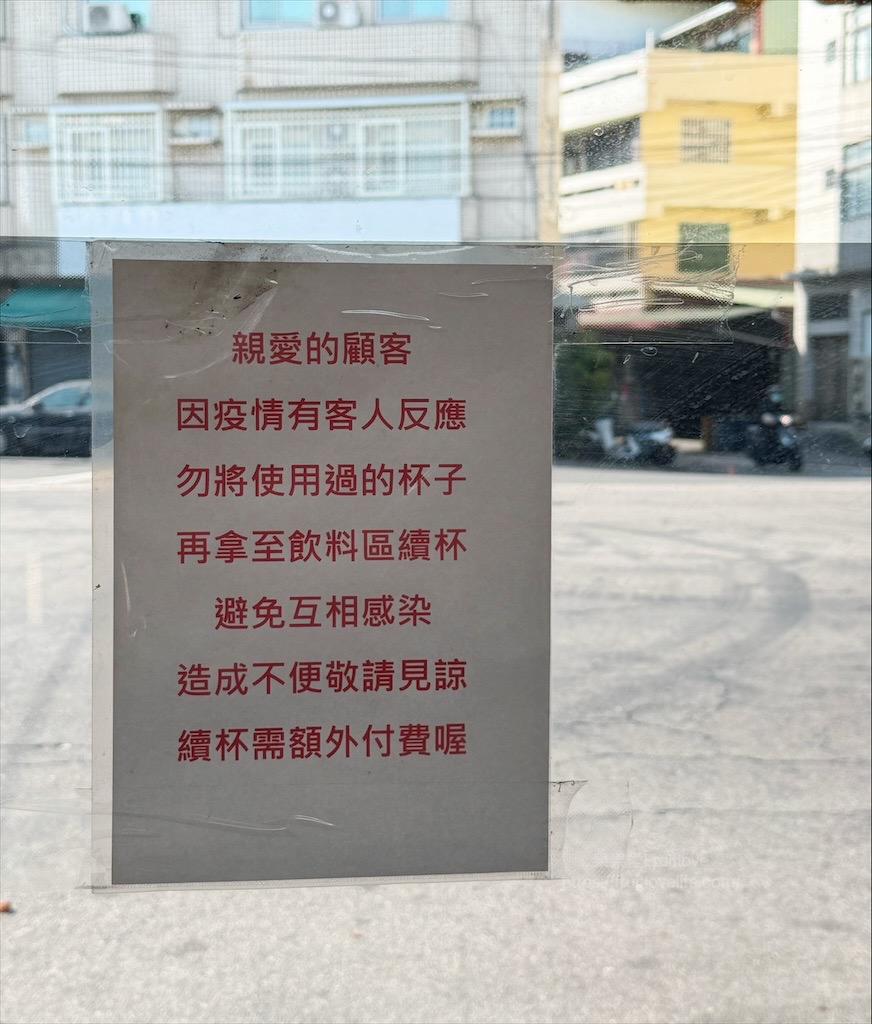 親愛的顧客
因疫情有客人反應
勿將使用過的杯子
再拿至飲料區續杯
避免互相感染
造成不便敬請見諒
續杯需額外付費喔